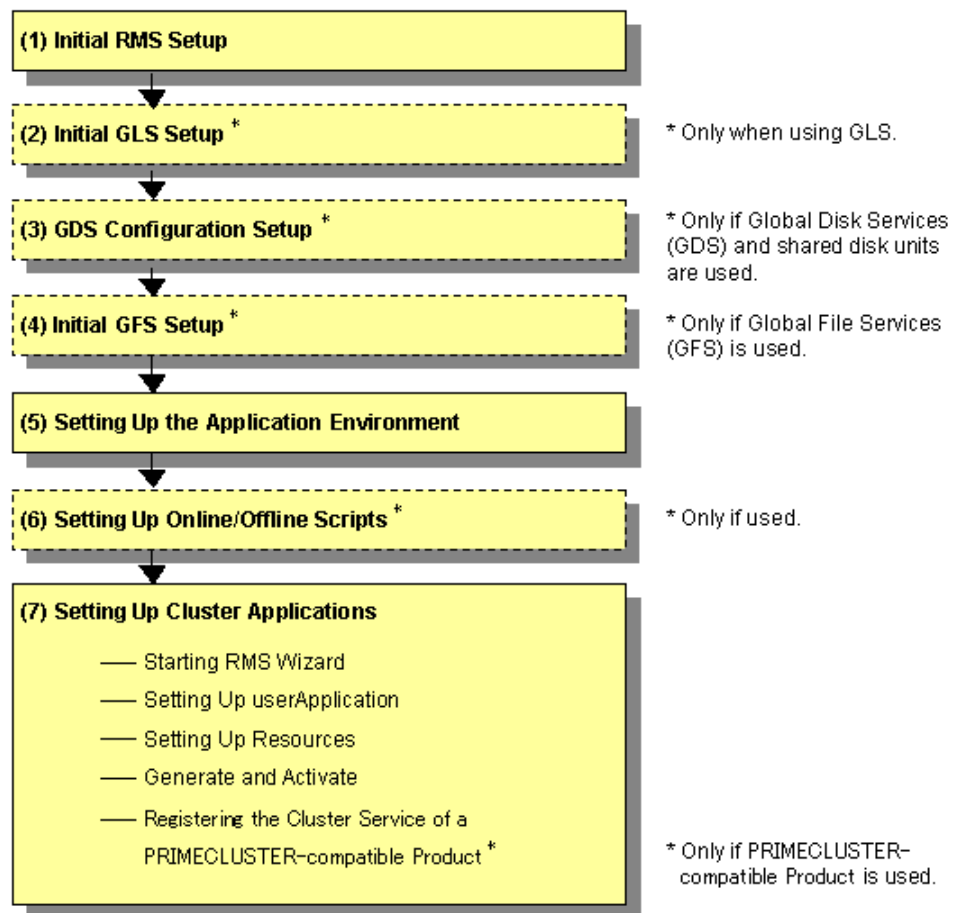 (1) Initial RMS Setup
(2) Initial GLS Setup *
* Only when using GLS.
(3) GDS Configuration Setup *
* Only if Global Disk Services
(GDS) and shared disk units
are used.
(4) Initial GFS Setup *
* Only if Global File Services
(GFS) is used.
(5) Setting Up the Application Environment
(6) Setting Up Online/Offline Scripts *
* Only if used.
(7) Setting Up Cluster Applications
— Starting RMS Wizard
— Setting Up userApplication
— Setting Up Resources
— Generate and Activate
— Registering the Cluster Service of a
PRIMECLUSTER-compatible Product *
* Only if PRIMECLUSTER-
compatible Product is used.